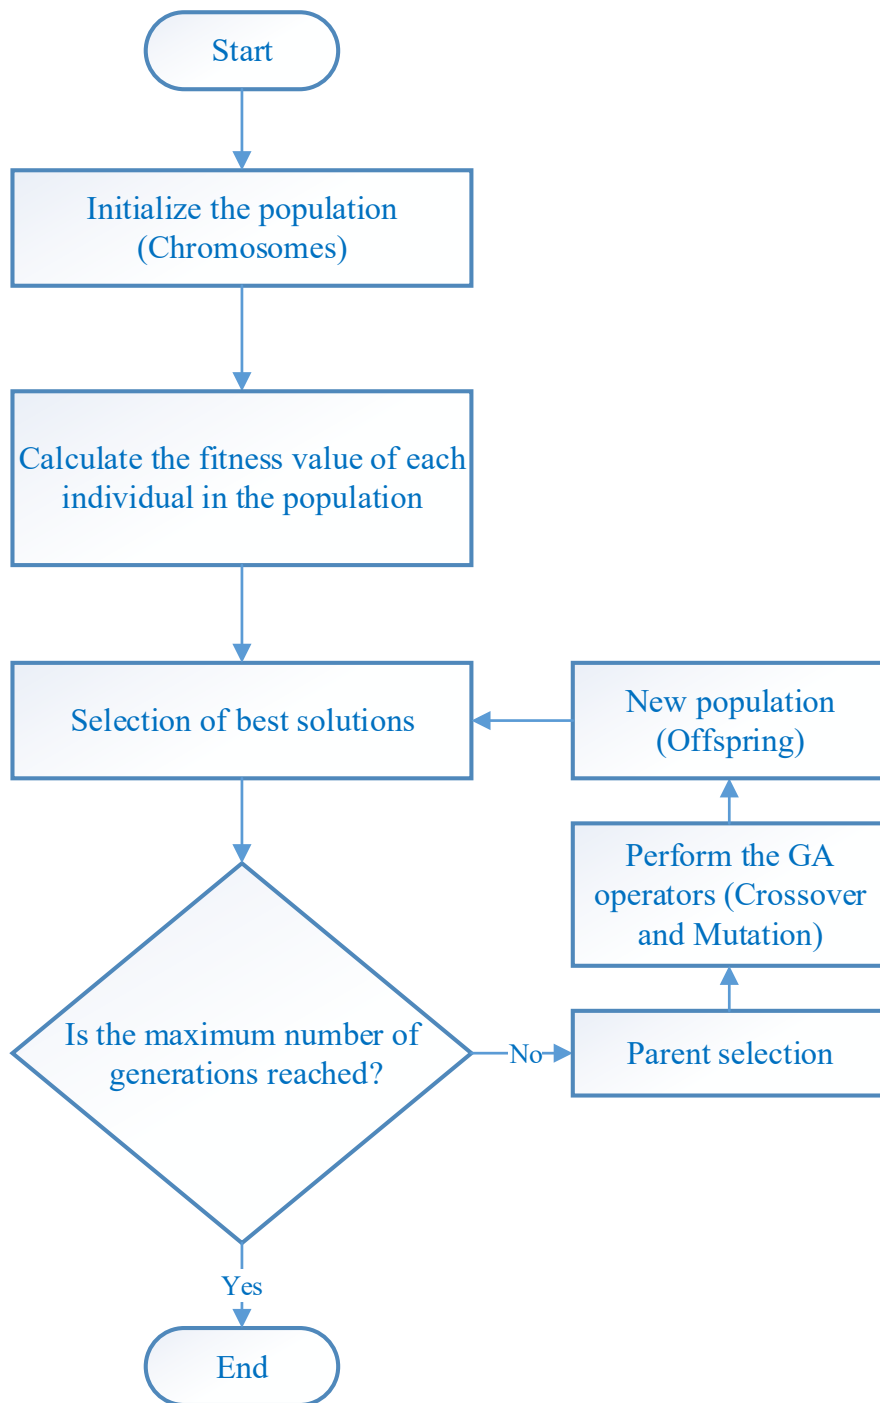 Start
Initialize the population
(Chromosomes)
Calculate the fitness value of each
individual in the population
Selection of best solutions
New population
(Offspring)
Perform the GA
operators (Crossover
and Mutation)
Is the maximum number of
generations reached?
No
Parent selection
Yes
End